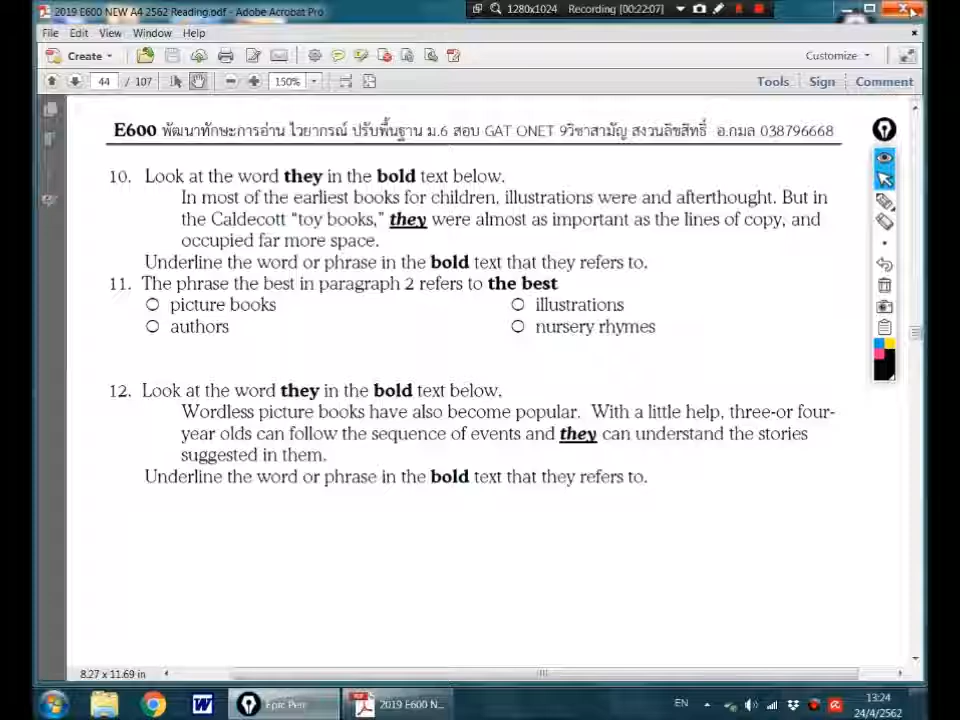 2019 E600 NEW A4 2562 Reading.pdf - Adobe Acrobat Pro
1280x1024 Recording [00:22:07]
File Edit View Window Help
Create Customize
44 / 107 150% Tools Sign Comment
E600 พัฒนาทักษะการอ่าน ไวยากรณ์ ปรับพื้นฐาน ม.6 สอบ GAT ONET 9วิชาสามัญ สงวนลิขสิทธิ์ อ.กมล 038796668
10. Look at the word they in the bold text below.
In most of the earliest books for children, illustrations were and afterthought. But in
the Caldecott “toy books,” they were almost as important as the lines of copy, and
occupied far more space.
Underline the word or phrase in the bold text that they refers to.
11. The phrase the best in paragraph 2 refers to the best
picture books illustrations
authors nursery rhymes
12. Look at the word they in the bold text below.
Wordless picture books have also become popular. With a little help, three-or four-
year olds can follow the sequence of events and they can understand the stories
suggested in them.
Underline the word or phrase in the bold text that they refers to.
8.27 x 11.69 in
Epic Pen 2019 E600 N... EN 13:24
24/4/2562